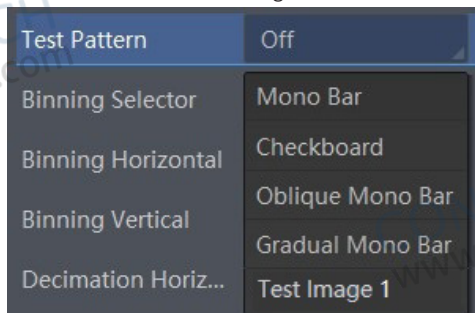 Test Pattern Off
Binning Selector Mono Bar
Binning Horizontal Checkboard
Binning Vertical Oblique Mono Bar
Gradual Mono Bar
Decimation Horiz... Test Image 1